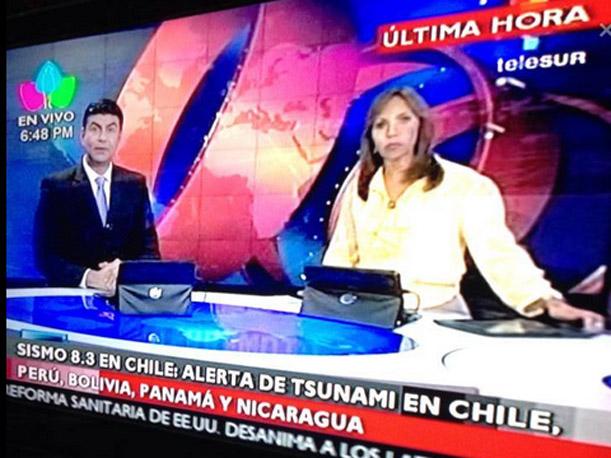 ÚLTIMA HORA
telesur
EN VIVO
6:48 PM
SISMO 8.3 EN CHILE: ALERTA DE TSUNAMI EN CHILE,
PERÚ, BOLIVIA, PANAMÁ Y NICARAGUA
REFORMA SANITARIA DE EE.UU. DESANIMA A LOS